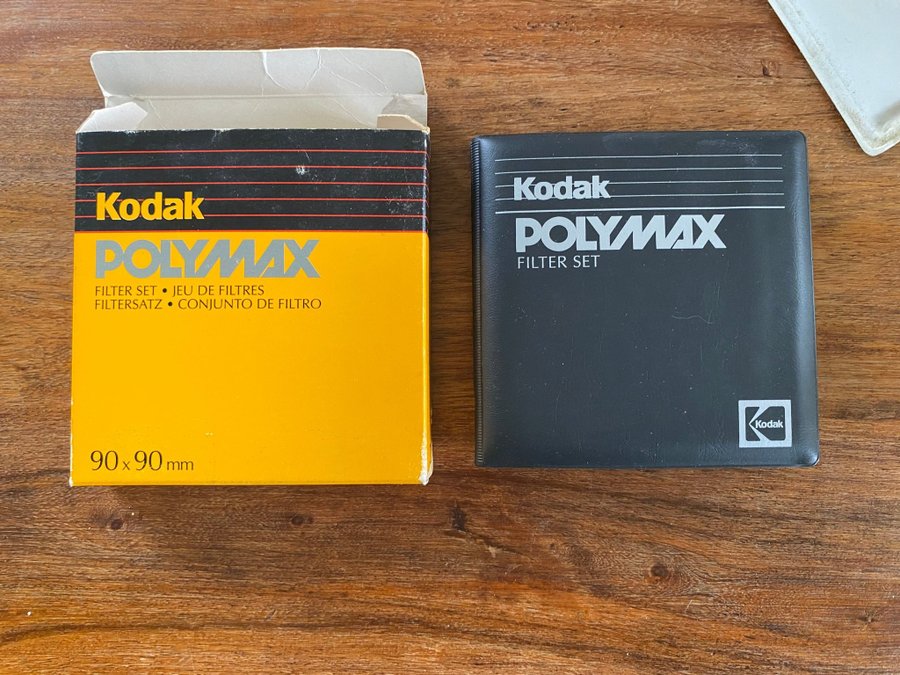 Kodak
POLYMAX
FILTER SET • JEU DE FILTRES
FILTERSATZ • CONJUNTO DE FILTRO
90 x 90 mm
Kodak
POLYMAX
FILTER SET
Kodak